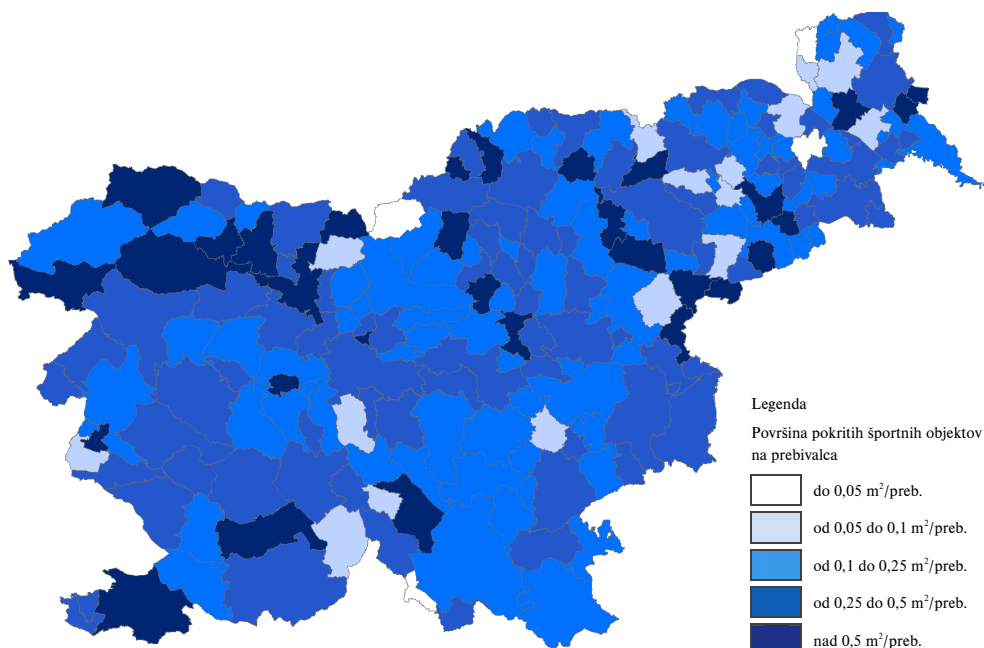 Legenda
Površina pokritih športnih objektov
na prebivalca
do 0,05 m²/preb.
od 0,05 do 0,1 m²/preb.
od 0,1 do 0,25 m²/preb.
od 0,25 do 0,5 m²/preb.
nad 0,5 m²/preb.